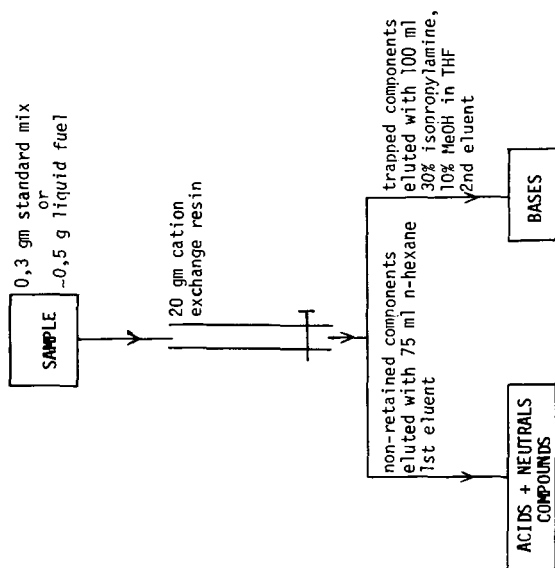 SAMPLE
0,3 gm standard mix
or
~0,5 g liquid fuel
20 gm cation
exchange resin
non-retained components
eluted with 75 ml n-hexane
1st eluent
trapped components
eluted with 100 ml
30% isopropylamine,
10% MeOH in THF
2nd eluent
ACIDS + NEUTRALS
COMPOUNDS
BASES